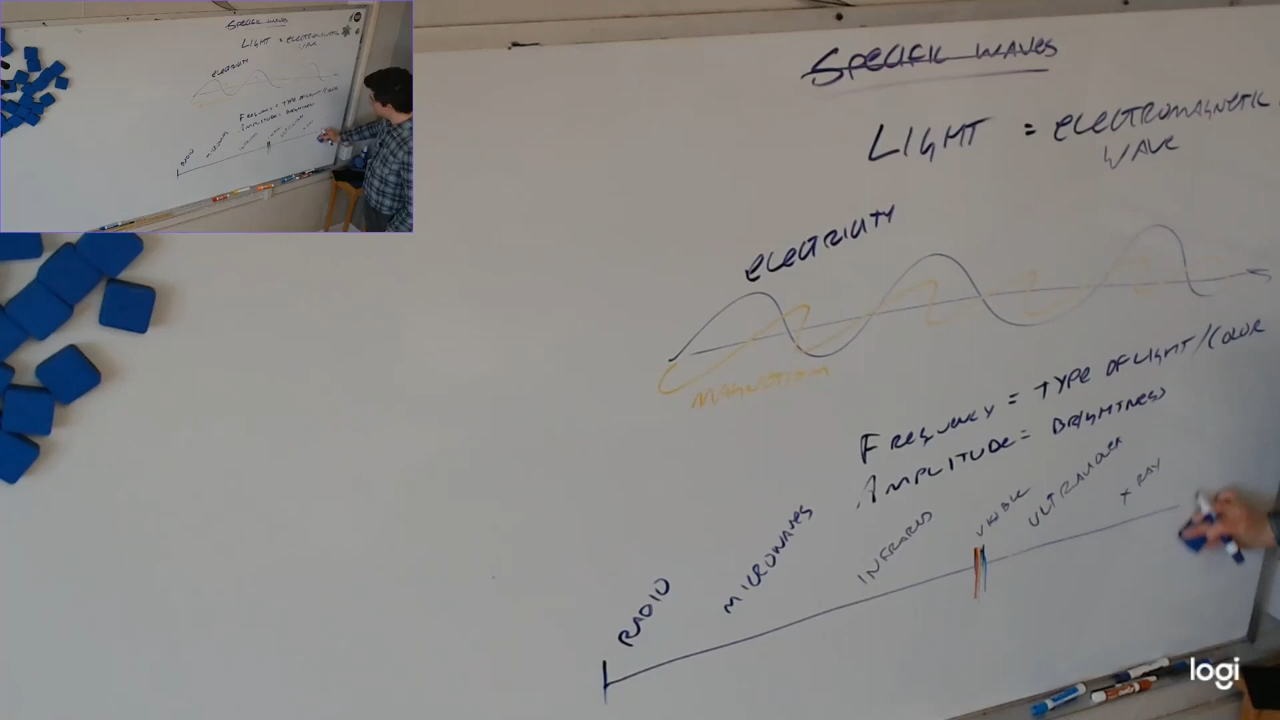 SPECIFIC WAVES
LIGHT = ELECTROMAGNETIC
WAVE
ELECTRICITY
MAGNETISM
FREQUENCY = TYPE OF LIGHT/COLOR
AMPLITUDE = BRIGHTNESS
RADIO
MICROWAVES
INFRARED
VISIBLE
ULTRAVIOLET
X RAY
logi